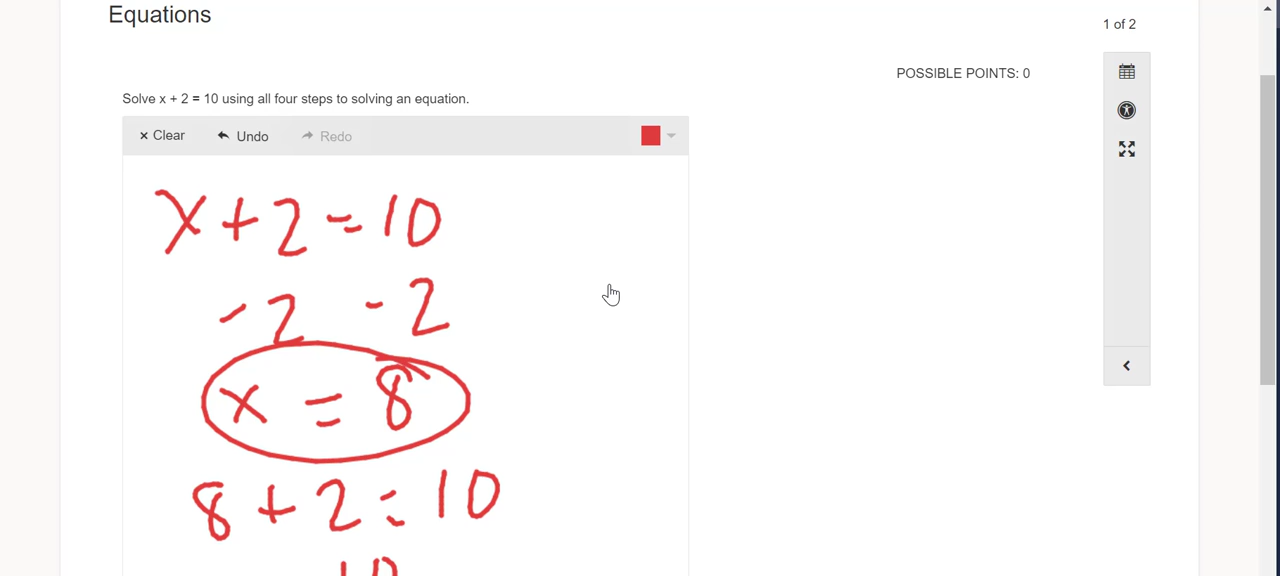 Equations
1 of 2
POSSIBLE POINTS: 0
Solve x + 2 = 10 using all four steps to solving an equation.
× Clear Undo Redo
x + 2 = 10
- 2 - 2
x = 8
8 + 2 = 10
10